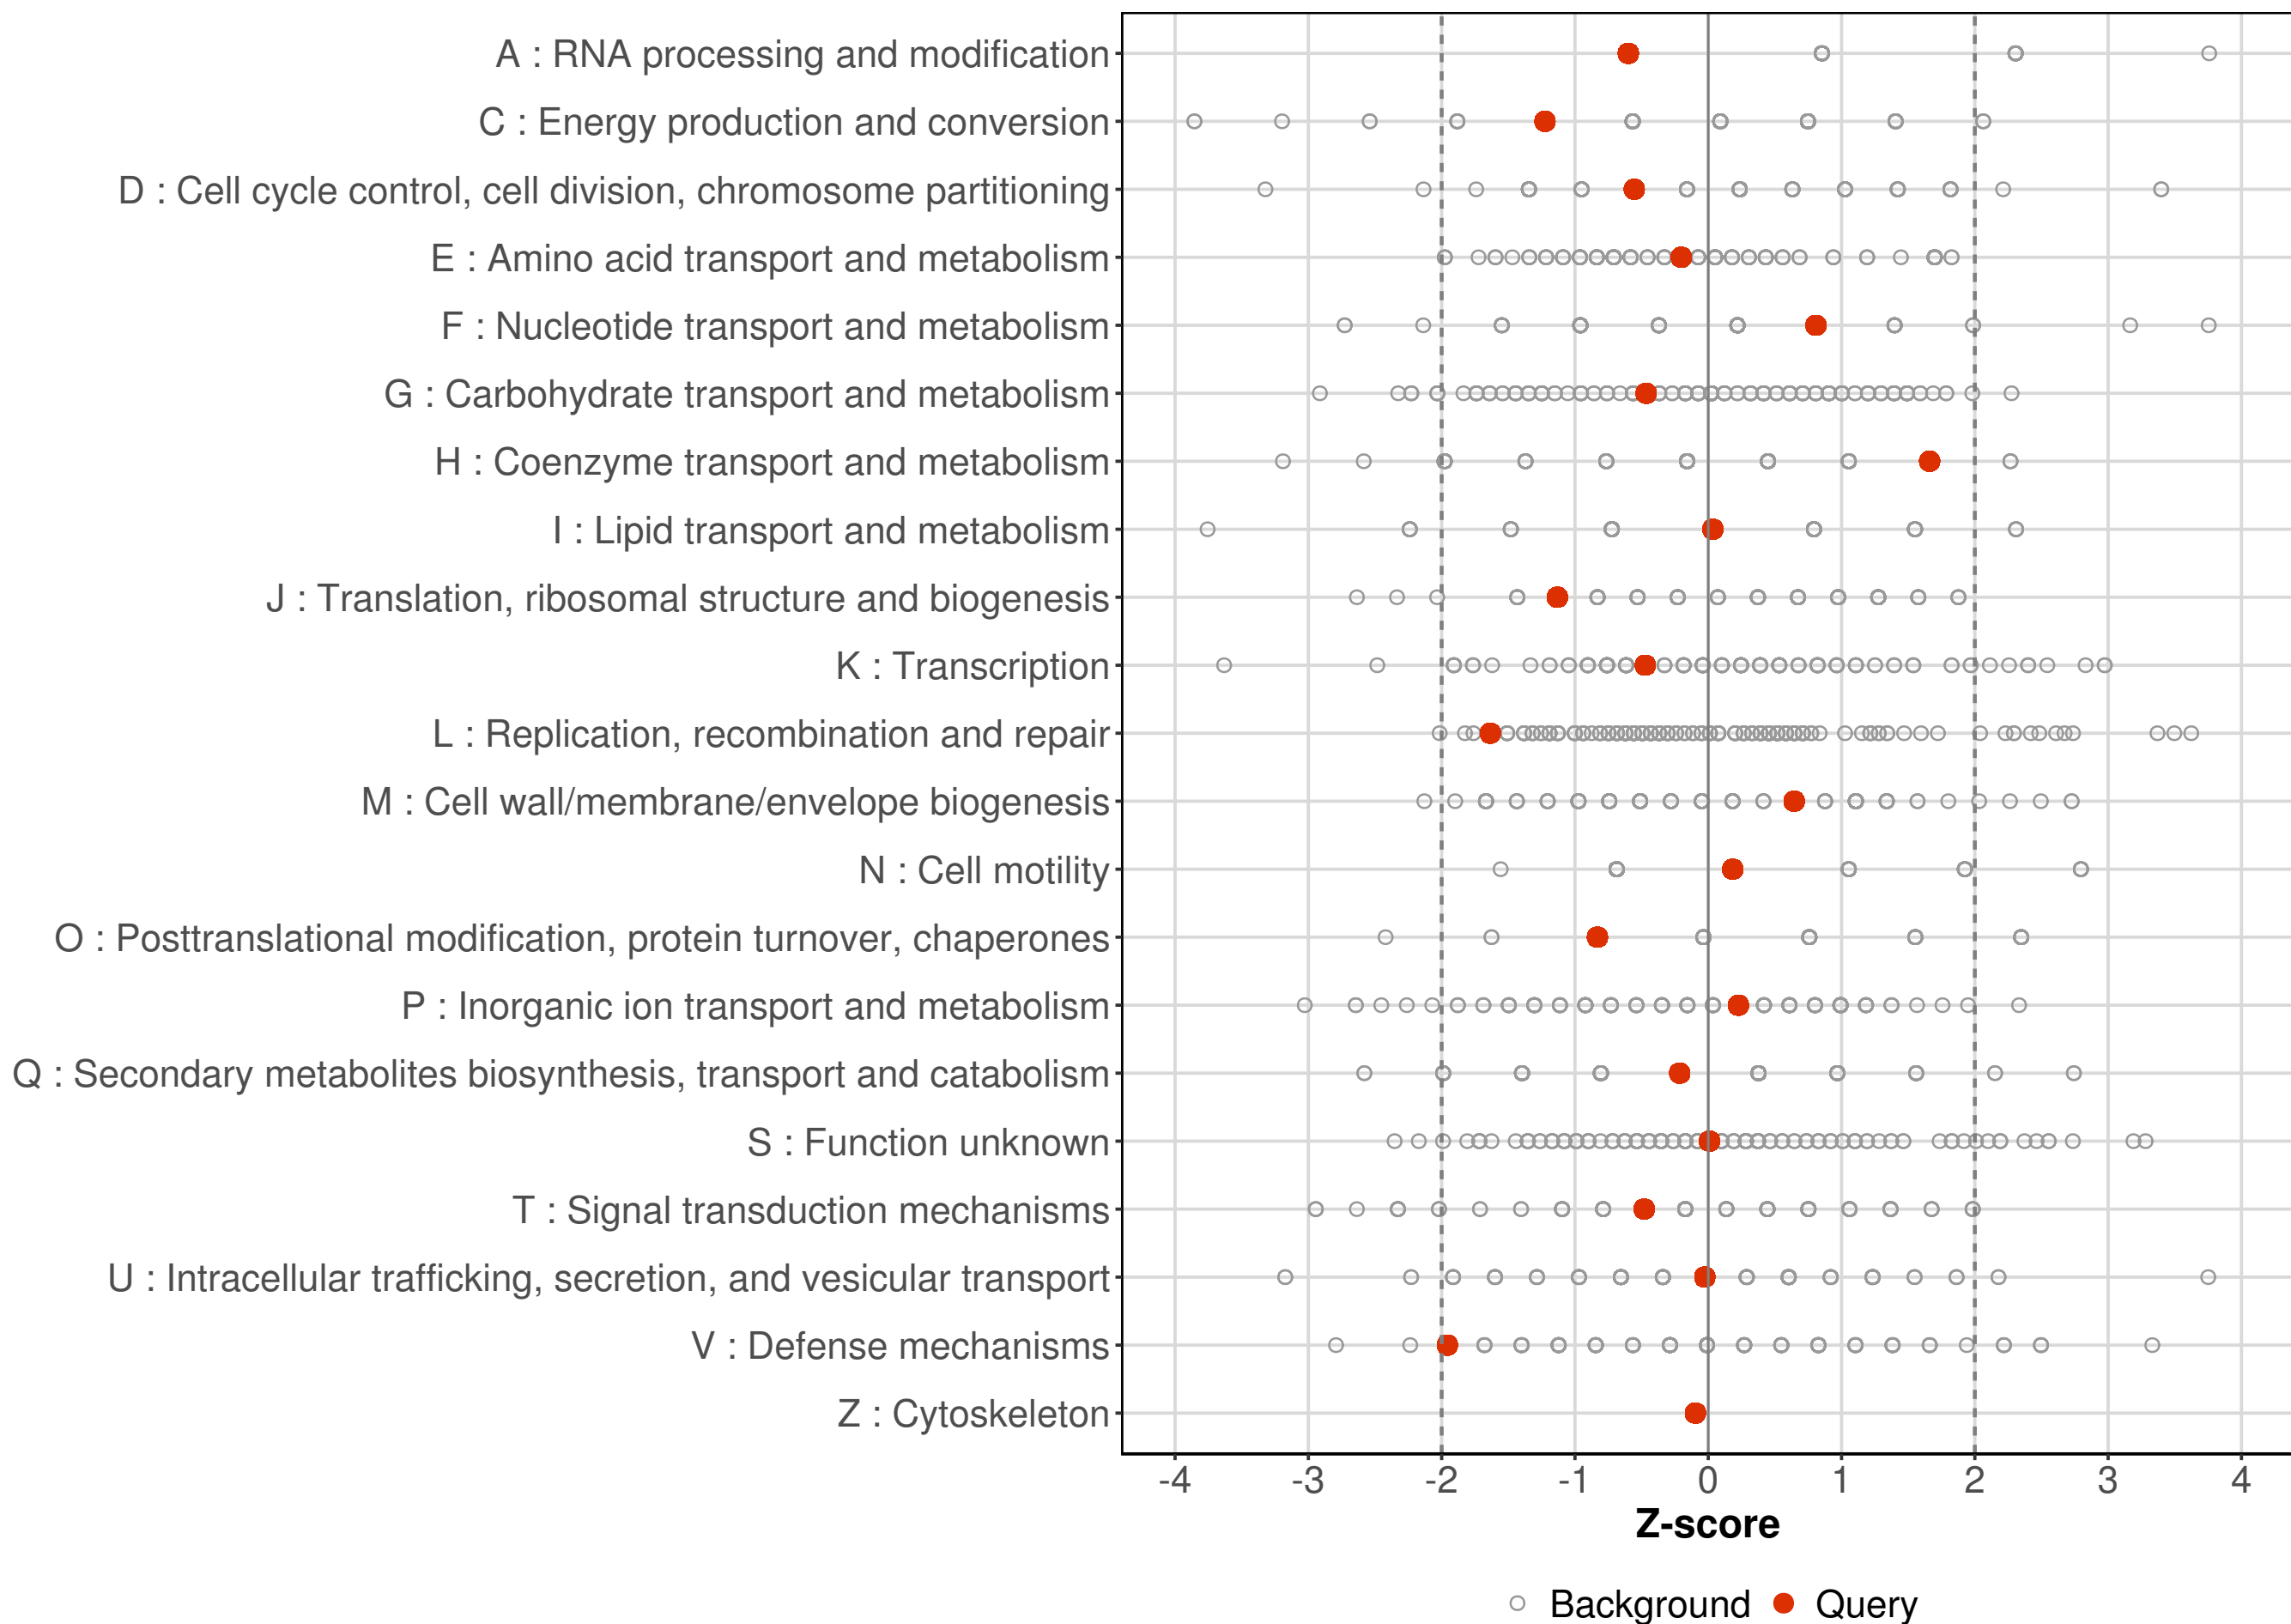 A : RNA processing and modification
C : Energy production and conversion
D : Cell cycle control, cell division, chromosome partitioning
E : Amino acid transport and metabolism
F : Nucleotide transport and metabolism
G : Carbohydrate transport and metabolism
H : Coenzyme transport and metabolism
I : Lipid transport and metabolism
J : Translation, ribosomal structure and biogenesis
K : Transcription
L : Replication, recombination and repair
M : Cell wall/membrane/envelope biogenesis
N : Cell motility
O : Posttranslational modification, protein turnover, chaperones
P : Inorganic ion transport and metabolism
Q : Secondary metabolites biosynthesis, transport and catabolism
S : Function unknown
T : Signal transduction mechanisms
U : Intracellular trafficking, secretion, and vesicular transport
V : Defense mechanisms
Z : Cytoskeleton
-4 -3 -2 -1 0 1 2 3 4
Z-score
Background Query